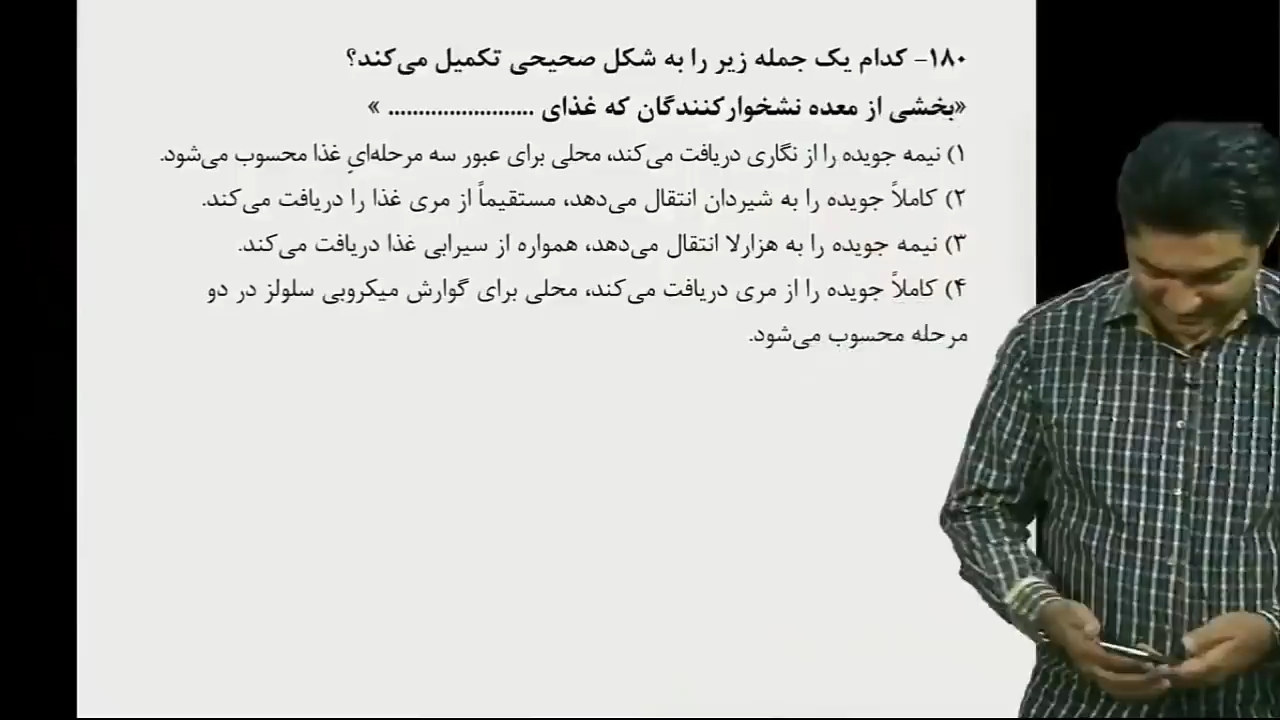 ۱۸۰- کدام یک جمله زیر را به شکل صحیحی تکمیل می‌کند؟
«بخشی از معده نشخوارکنندگان که غذای ........................ »
۱) نیمه جویده را از نگاری دریافت می‌کند، محلی برای عبور سه مرحله‌ایِ غذا محسوب می‌شود.
۲) کاملاً جویده را به شیردان انتقال می‌دهد، مستقیماً از مری غذا را دریافت می‌کند.
۳) نیمه جویده را به هزارلا انتقال می‌دهد، همواره از سیرابی غذا دریافت می‌کند.
۴) کاملاً جویده را از مری دریافت می‌کند، محلی برای گوارش میکروبی سلولز در دو
مرحله محسوب می‌شود.